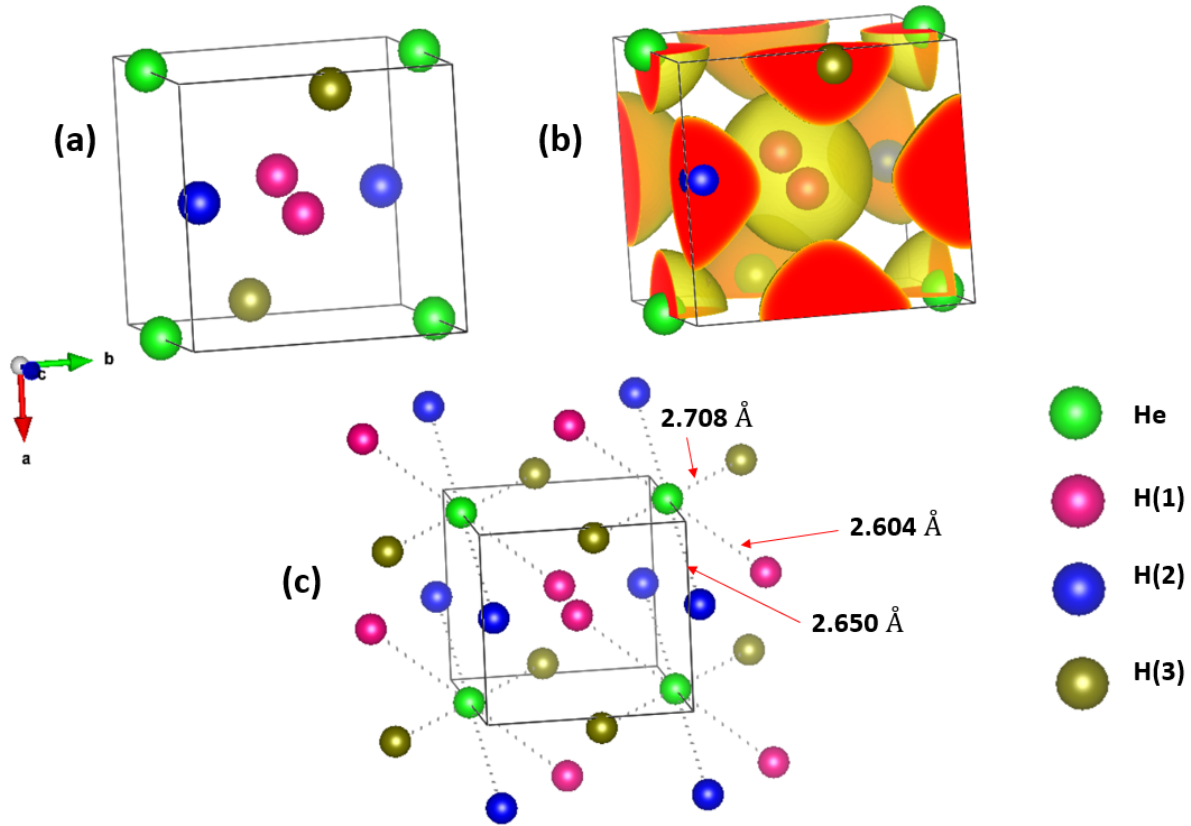 (a)
(b)
b
c
a
2.708 Å
2.604 Å
(c)
2.650 Å
He
H(1)
H(2)
H(3)